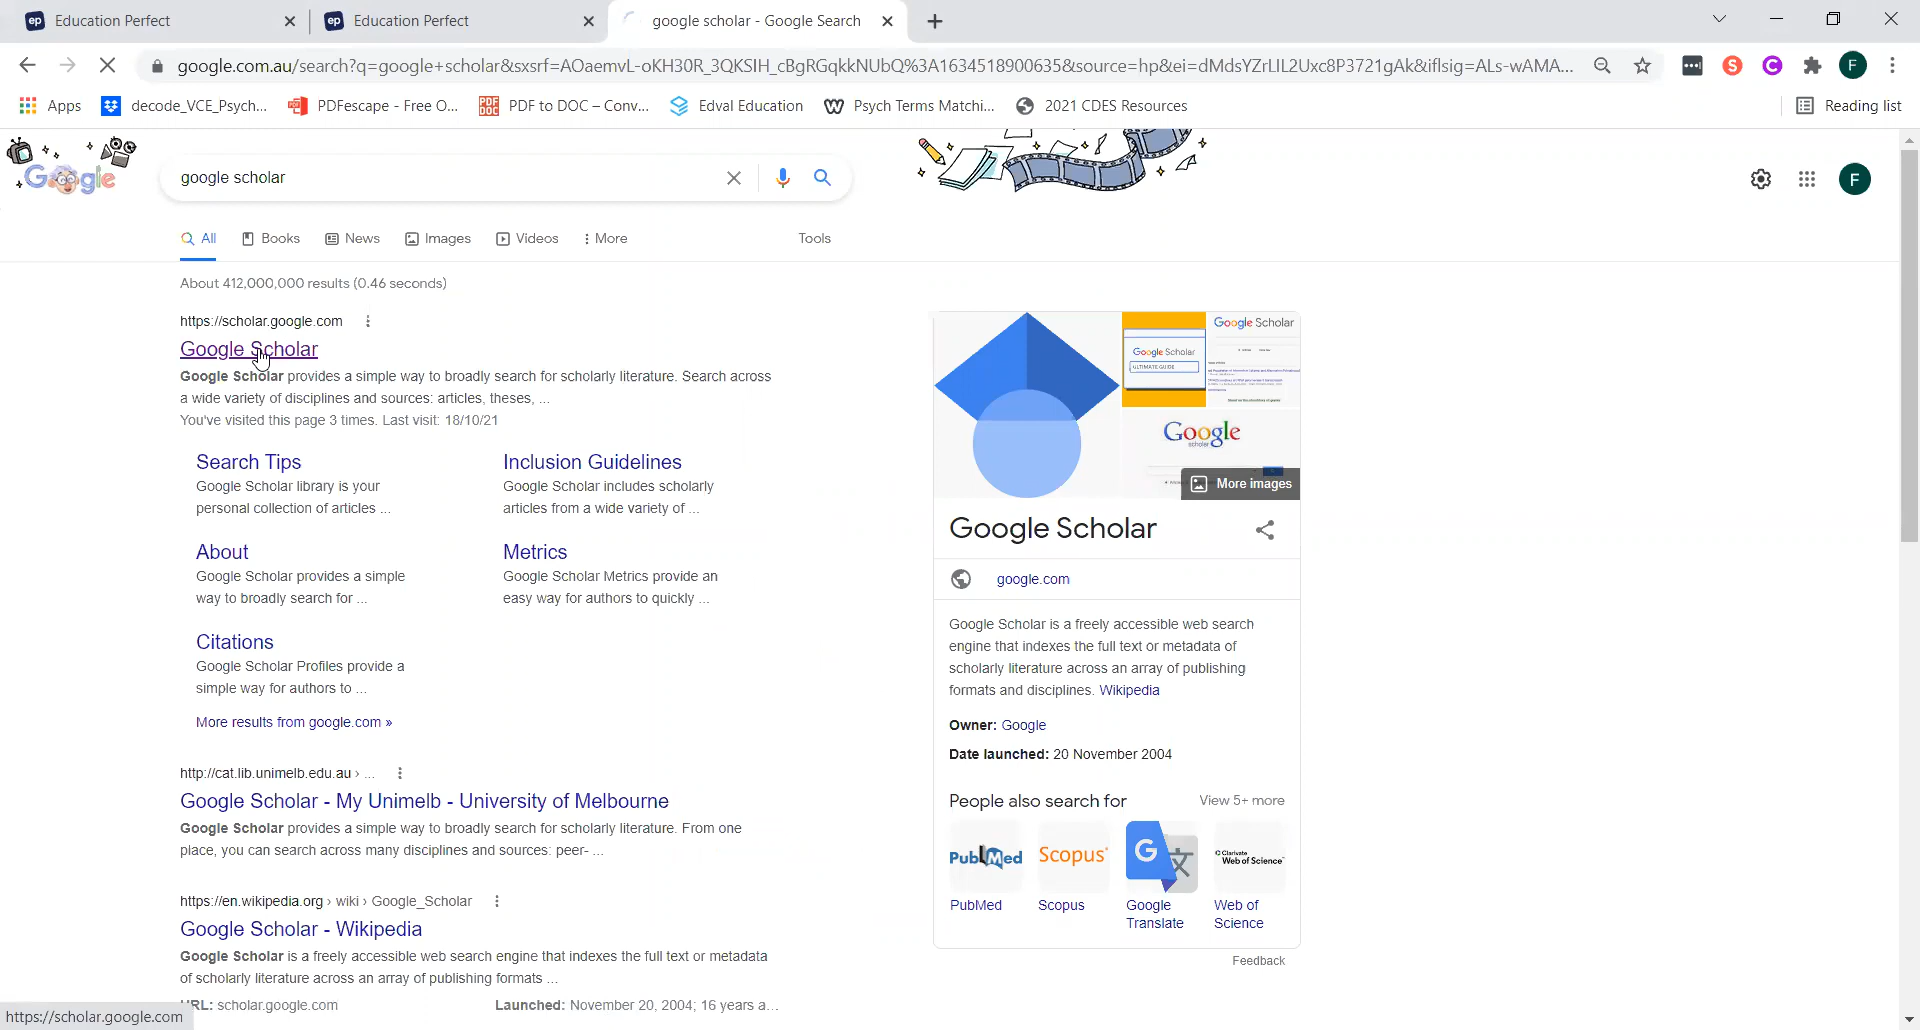 Education Perfect
Education Perfect
google scholar - Google Search
google.com.au/search?q=google+scholar&sxsrf=AOaemvL-oKH30R_3QKSIH_cBgRGqkkNUbQ%3A1634518900635&source=hp&ei=dMdsYZrLIL2Uxc8P3721gAk&iflsig=ALs-wAMA...
F
Apps
decode_VCE_Psych...
PDFescape - Free O...
PDF to DOC – Conv...
Edval Education
Psych Terms Matchi...
2021 CDES Resources
Reading list
google scholar
F
All
Books
News
Images
Videos
More
Tools
About 412,000,000 results (0.46 seconds)
https://scholar.google.com
Google Scholar
Google Scholar provides a simple way to broadly search for scholarly literature. Search across
a wide variety of disciplines and sources: articles, theses, ...
You've visited this page 3 times. Last visit: 18/10/21
Search Tips
Google Scholar library is your
personal collection of articles ...
Inclusion Guidelines
Google Scholar includes scholarly
articles from a wide variety of ...
About
Google Scholar provides a simple
way to broadly search for ...
Metrics
Google Scholar Metrics provide an
easy way for authors to quickly ...
Citations
Google Scholar Profiles provide a
simple way for authors to ...
More results from google.com »
http://cat.lib.unimelb.edu.au › ...
Google Scholar - My Unimelb - University of Melbourne
Google Scholar provides a simple way to broadly search for scholarly literature. From one
place, you can search across many disciplines and sources: peer- ...
https://en.wikipedia.org › wiki › Google_Scholar
Google Scholar - Wikipedia
Google Scholar is a freely accessible web search engine that indexes the full text or metadata
of scholarly literature across an array of publishing formats ...
URL: scholar.google.com
Launched: November 20, 2004; 16 years a...
https://scholar.google.com
Google Scholar
ULTIMATE GUIDE
Google Scholar
Google
scholar
More images
Google Scholar
google.com
Google Scholar is a freely accessible web search
engine that indexes the full text or metadata of
scholarly literature across an array of publishing
formats and disciplines. Wikipedia
Owner: Google
Date launched: 20 November 2004
People also search for
View 5+ more
PubMed
Scopus
Clarivate
Web of Science
PubMed
Scopus
Google
Translate
Web of
Science
Feedback